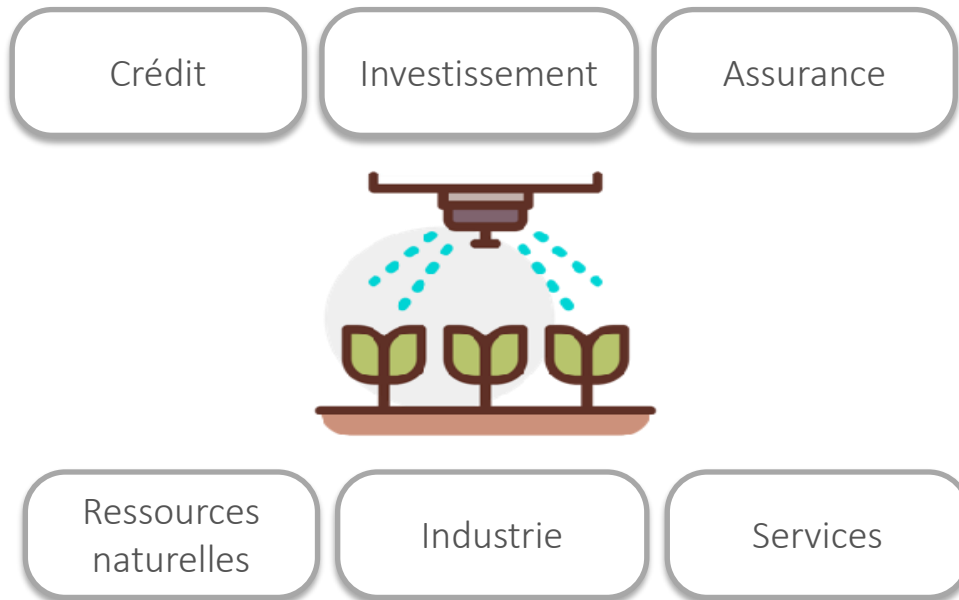 Crédit
Investissement
Assurance
Ressources
naturelles
Industrie
Services